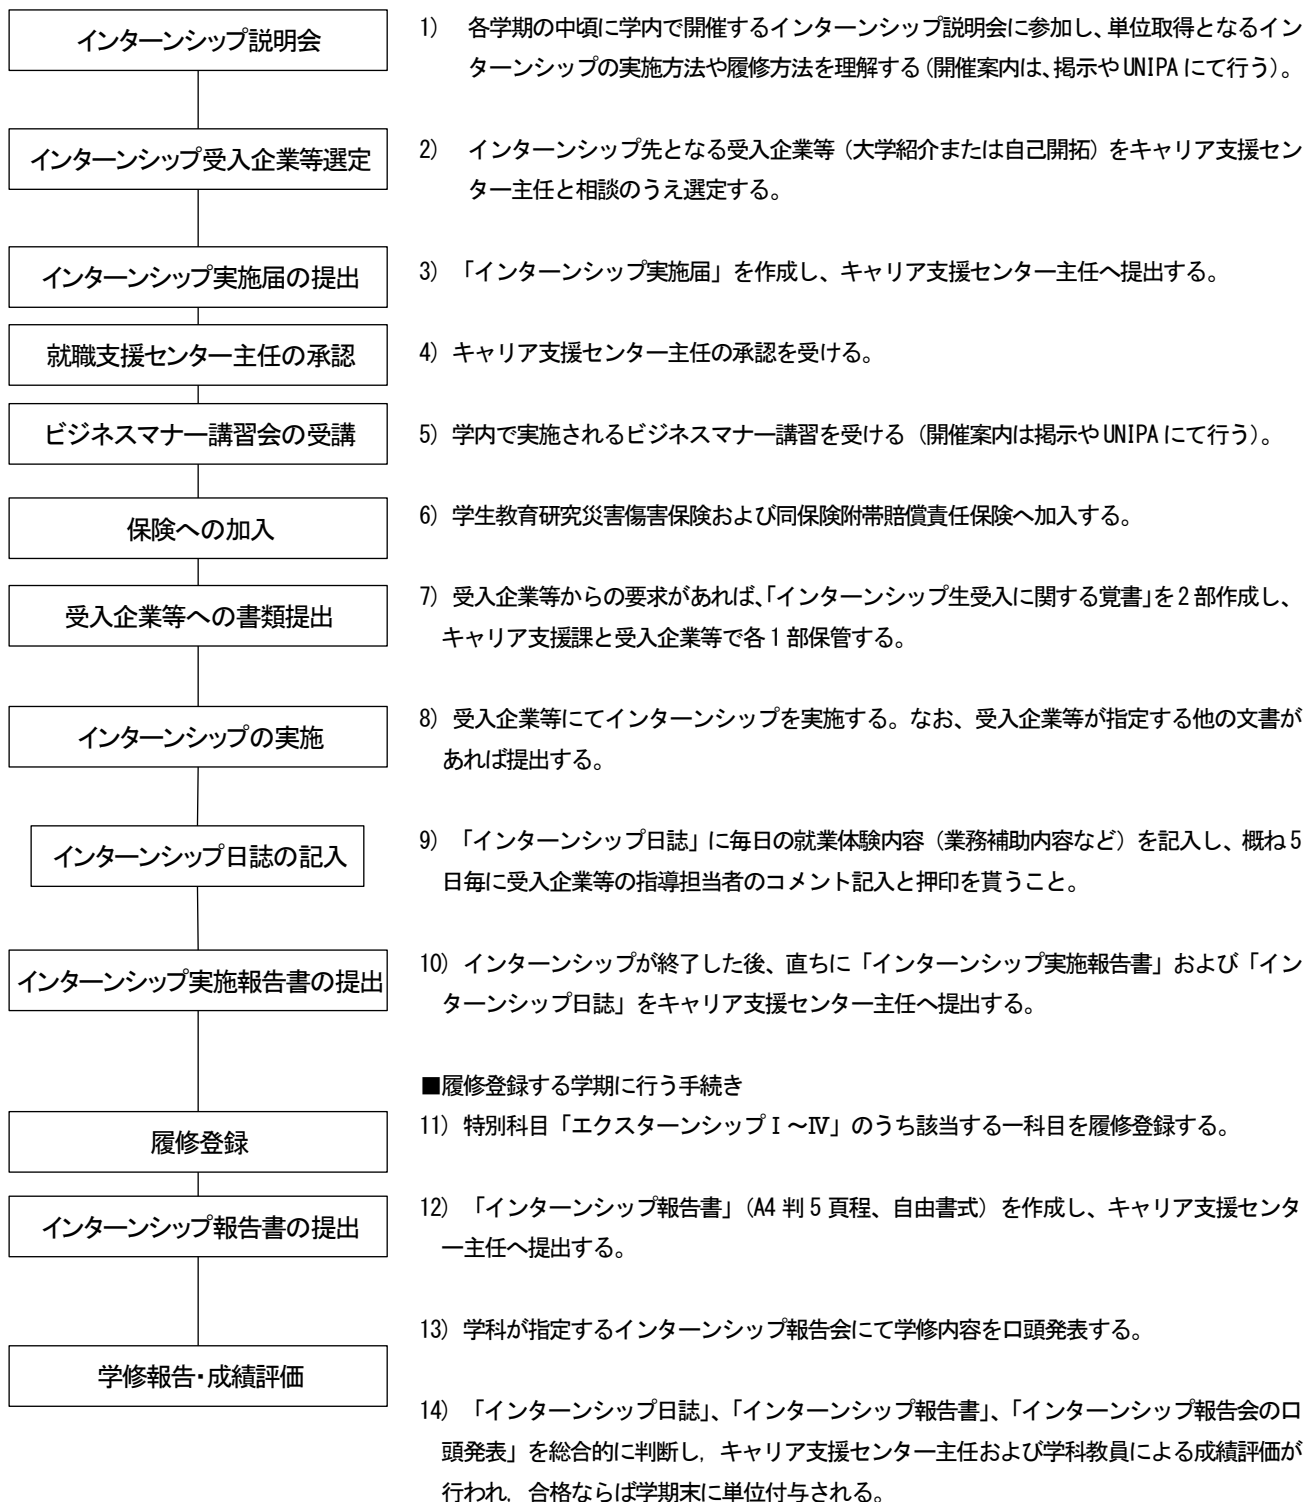 インターンシップ説明会
1) 各学期の中頃に学内で開催するインターンシップ説明会に参加し、単位取得となるイン
ターンシップの実施方法や履修方法を理解する(開催案内は、掲示やUNIPAにて行う)。
インターンシップ受入企業等選定
2) インターンシップ先となる受入企業等(大学紹介または自己開拓)をキャリア支援セン
ター主任と相談のうえ選定する。
インターンシップ実施届の提出
3) 「インターンシップ実施届」を作成し、キャリア支援センター主任へ提出する。
就職支援センター主任の承認
4) キャリア支援センター主任の承認を受ける。
ビジネスマナー講習会の受講
5) 学内で実施されるビジネスマナー講習を受ける(開催案内は掲示やUNIPAにて行う)。
保険への加入
6) 学生教育研究災害傷害保険および同保険附帯賠償責任保険へ加入する。
受入企業等への書類提出
7) 受入企業等からの要求があれば、「インターンシップ生受入に関する覚書」を2部作成し、
キャリア支援課と受入企業等で各1部保管する。
インターンシップの実施
8) 受入企業等にてインターンシップを実施する。なお、受入企業等が指定する他の文書が
あれば提出する。
インターンシップ日誌の記入
9) 「インターンシップ日誌」に毎日の就業体験内容(業務補助内容など)を記入し、概ね5
日毎に受入企業等の指導担当者のコメント記入と押印を貰うこと。
インターンシップ実施報告書の提出
10) インターンシップが終了した後、直ちに「インターンシップ実施報告書」および「イン
ターンシップ日誌」をキャリア支援センター主任へ提出する。
■履修登録する学期に行う手続き
履修登録
11) 特別科目「エクスターンシップⅠ～Ⅳ」のうち該当する一科目を履修登録する。
インターンシップ報告書の提出
12) 「インターンシップ報告書」(A4判5頁程、自由書式)を作成し、キャリア支援センタ
ー主任へ提出する。
13) 学科が指定するインターンシップ報告会にて学修内容を口頭発表する。
学修報告・成績評価
14) 「インターンシップ日誌」、「インターンシップ報告書」、「インターンシップ報告会の口
頭発表」を総合的に判断し,キャリア支援センター主任および学科教員による成績評価が
行われ,合格ならば学期末に単位付与される。